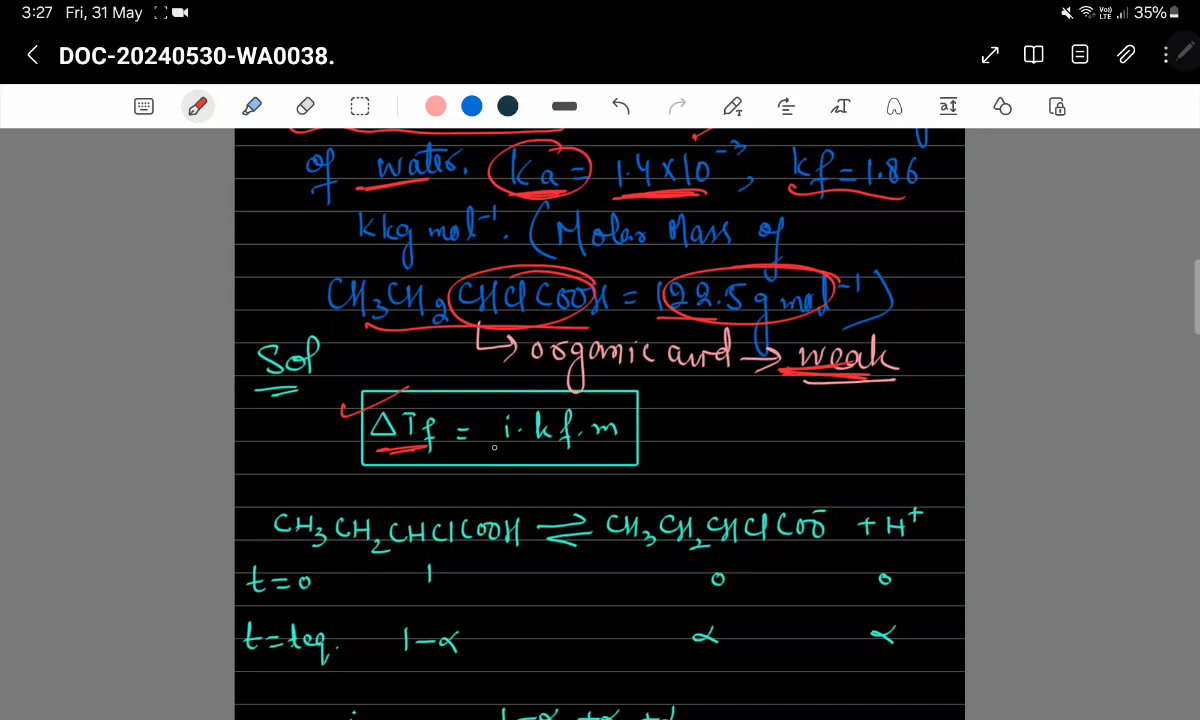 3:27 Fri, 31 May 35%
DOC-20240530-WA0038.
of water. Ka = 1.4×10⁻³, kf = 1.86
K kg mol⁻¹. (Molar Mass of
CH₃CH₂CHClCOOH = 122.5 g mol⁻¹)
Sol → organic acid → weak
ΔTf = i.kf.m
CH₃CH₂CHClCOOH ⇌ CH₃CH₂CHClCOO⁻ + H⁺
t=0 1 0 0
t=teq. 1-α α α
1-α+α+α